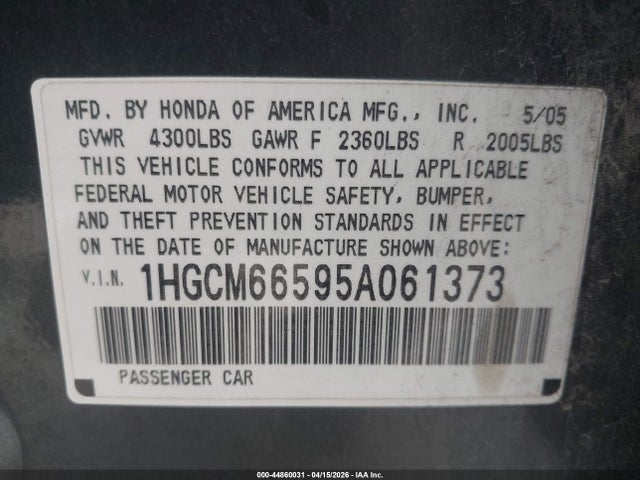 MFD. BY HONDA OF AMERICA MFG., INC. 5/05
GVWR 4300LBS GAWR F 2360LBS R 2005LBS
THIS VEHICLE CONFORMS TO ALL APPLICABLE
FEDERAL MOTOR VEHICLE SAFETY, BUMPER,
AND THEFT PREVENTION STANDARDS IN EFFECT
ON THE DATE OF MANUFACTURE SHOWN ABOVE:
V.I.N. 1HGCM66595A061373
PASSENGER CAR
000-44860031 - 04/15/2026 - IAA Inc.